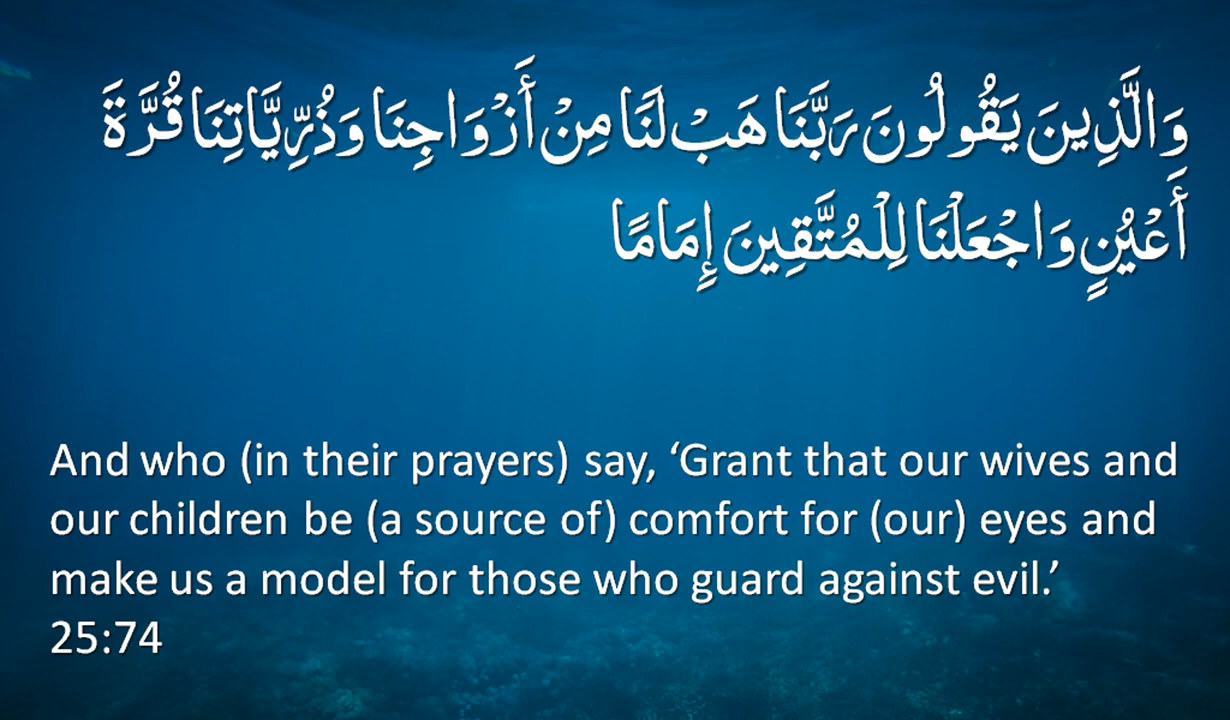 وَالَّذِينَ يَقُولُونَ رَبَّنَا هَبْ لَنَا مِنْ أَزْوَاجِنَا وَذُرِّيَّاتِنَا قُرَّةَ
أَعْيُنٍ وَاجْعَلْنَا لِلْمُتَّقِينَ إِمَامًا
And who (in their prayers) say, ‘Grant that our wives and
our children be (a source of) comfort for (our) eyes and
make us a model for those who guard against evil.’
25:74